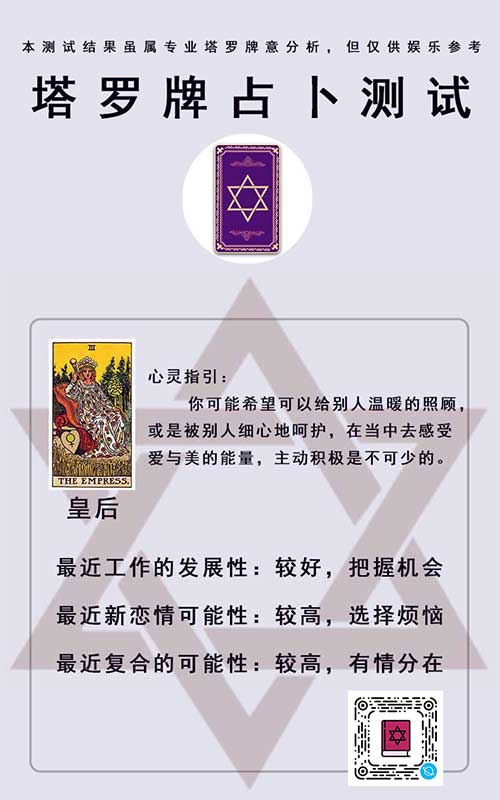 本测试结果虽属专业塔罗牌意分析，但仅供娱乐参考
塔罗牌占卜测试
III
THE EMPRESS.
皇后
心灵指引：
你可能希望可以给别人温暖的照顾，
或是被别人细心地呵护，在当中去感受
爱与美的能量，主动积极是不可少的。
最近工作的发展性：较好，把握机会
最近新恋情可能性：较高，选择烦恼
最近复合的可能性：较高，有情分在